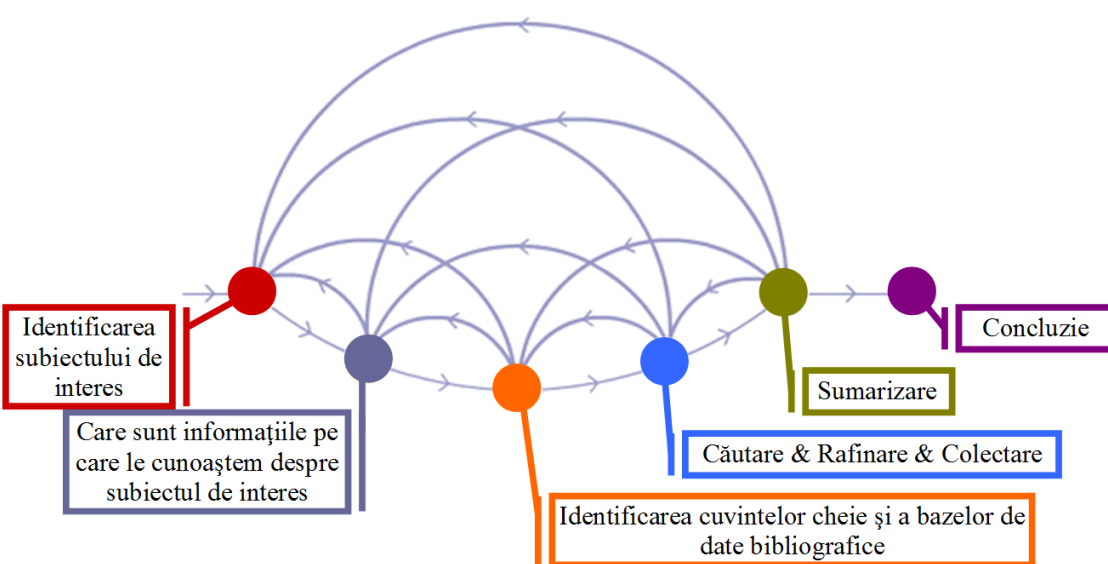 Identificarea
subiectului de
interes
Care sunt informaţiile pe
care le cunoaştem despre
subiectul de interes
Identificarea cuvintelor cheie şi a bazelor de
date bibliografice
Căutare & Rafinare & Colectare
Sumarizare
Concluzie